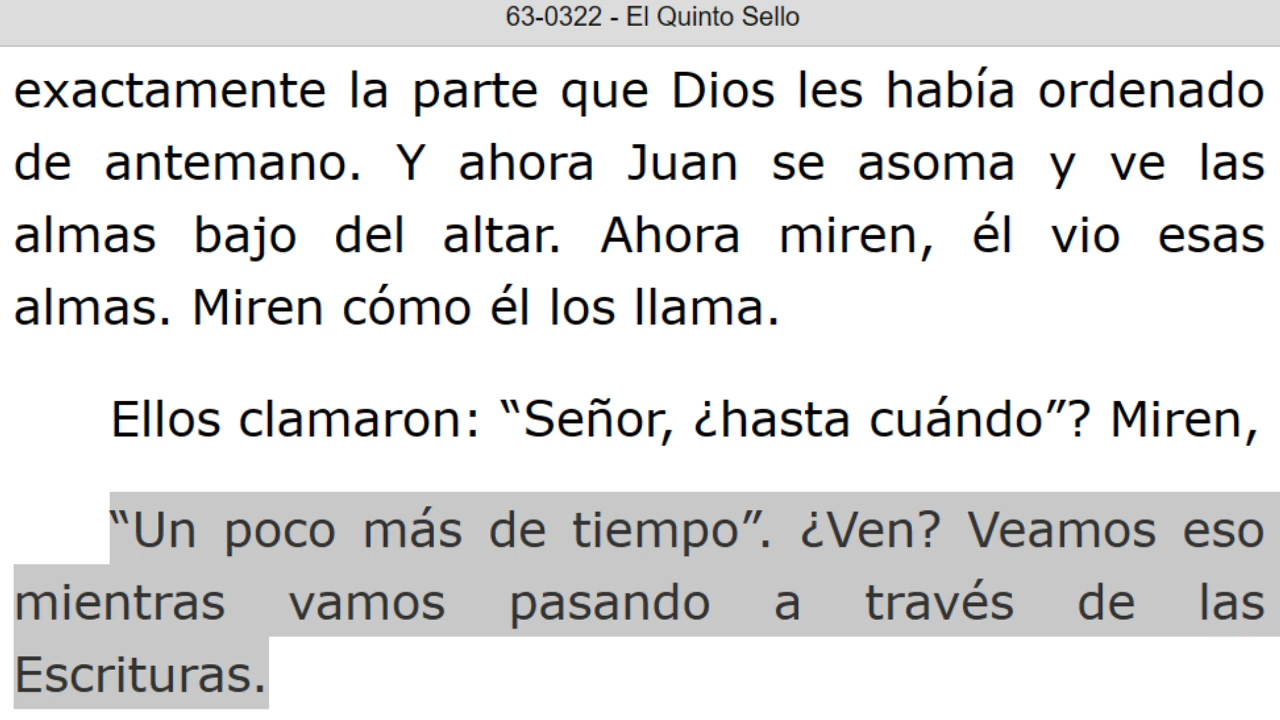 63-0322 - El Quinto Sello
exactamente la parte que Dios les había ordenado
de antemano. Y ahora Juan se asoma y ve las
almas bajo del altar. Ahora miren, él vio esas
almas. Miren cómo él los llama.
Ellos clamaron: “Señor, ¿hasta cuándo”? Miren,
“Un poco más de tiempo”. ¿Ven? Veamos eso
mientras vamos pasando a través de las
Escrituras.